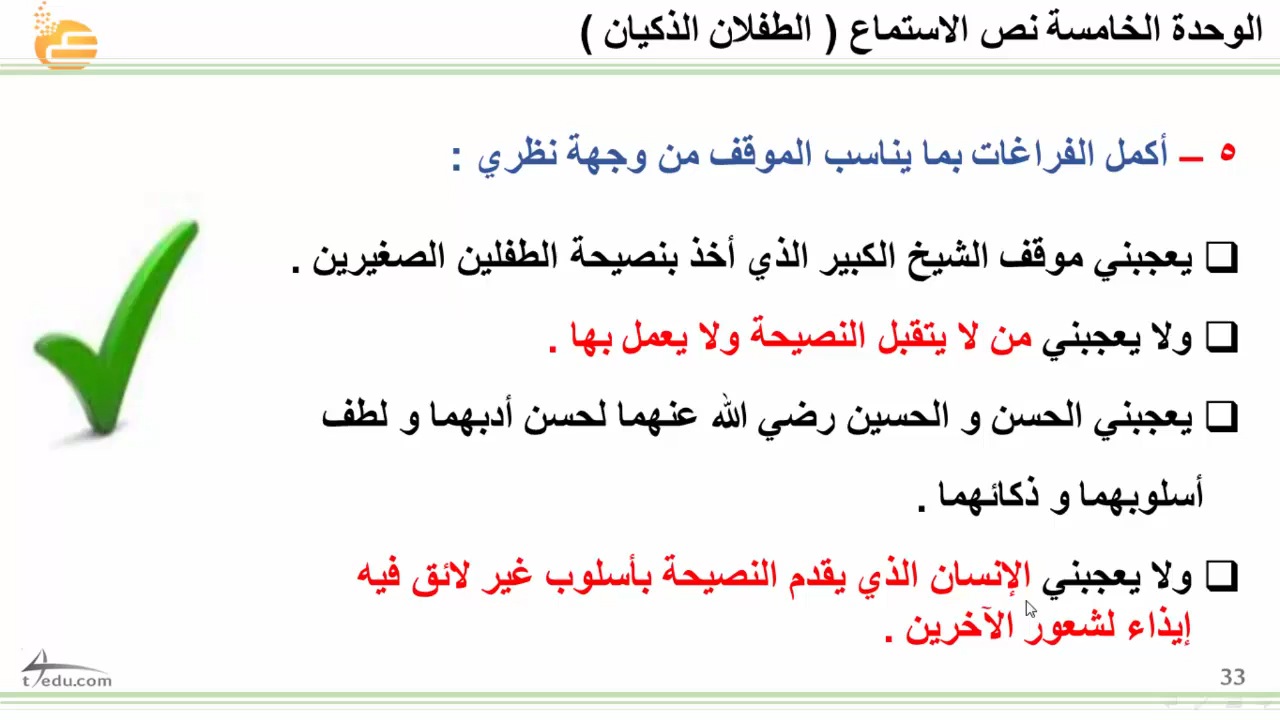 الوحدة الخامسة نص الاستماع ( الطفلان الذكيان )
٥ – أكمل الفراغات بما يناسب الموقف من وجهة نظري :
يعجبني موقف الشيخ الكبير الذي أخذ بنصيحة الطفلين الصغيرين .
ولا يعجبني من لا يتقبل النصيحة ولا يعمل بها .
يعجبني الحسن و الحسين رضي الله عنهما لحسن أدبهما و لطف
أسلوبهما و ذكائهما .
ولا يعجبني الإنسان الذي يقدم النصيحة بأسلوب غير لائق فيه
إيذاء لشعور الآخرين .
t4edu.com
33